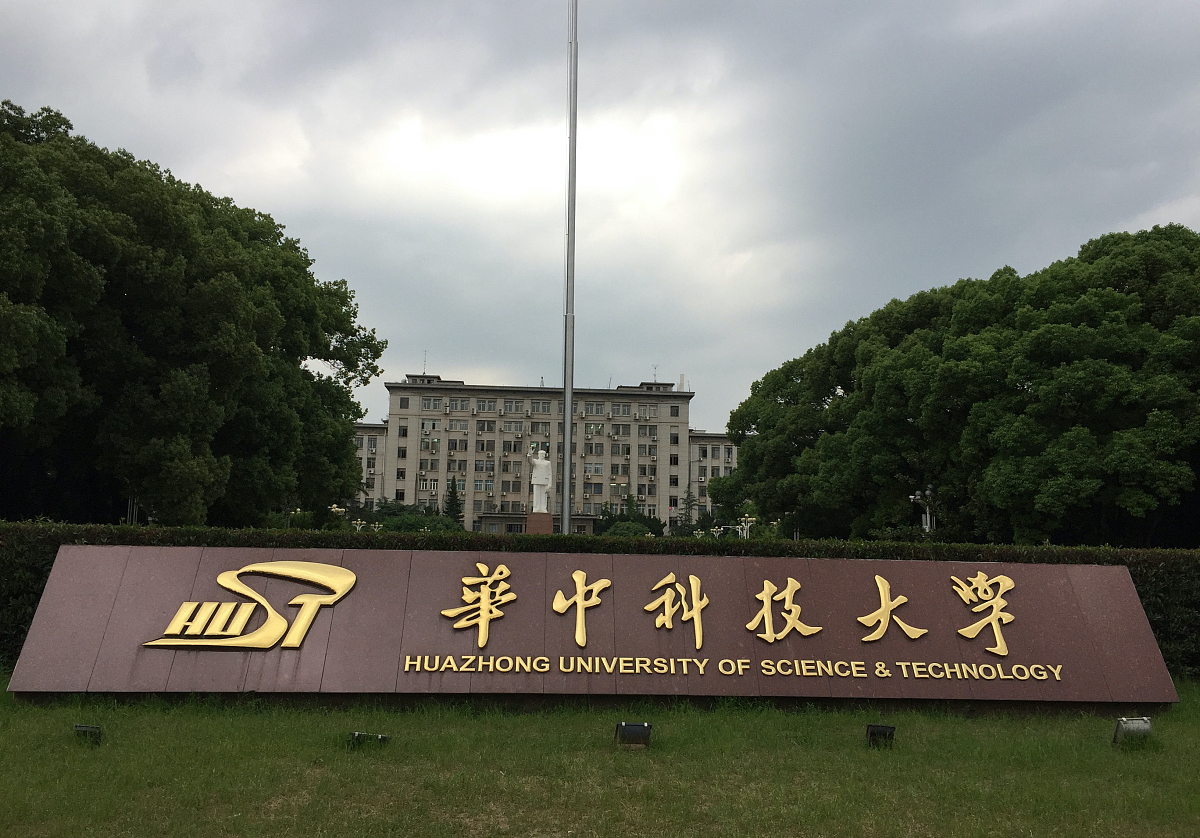 HUST
華中科技大學
HUAZHONG UNIVERSITY OF SCIENCE & TECHNOLOGY